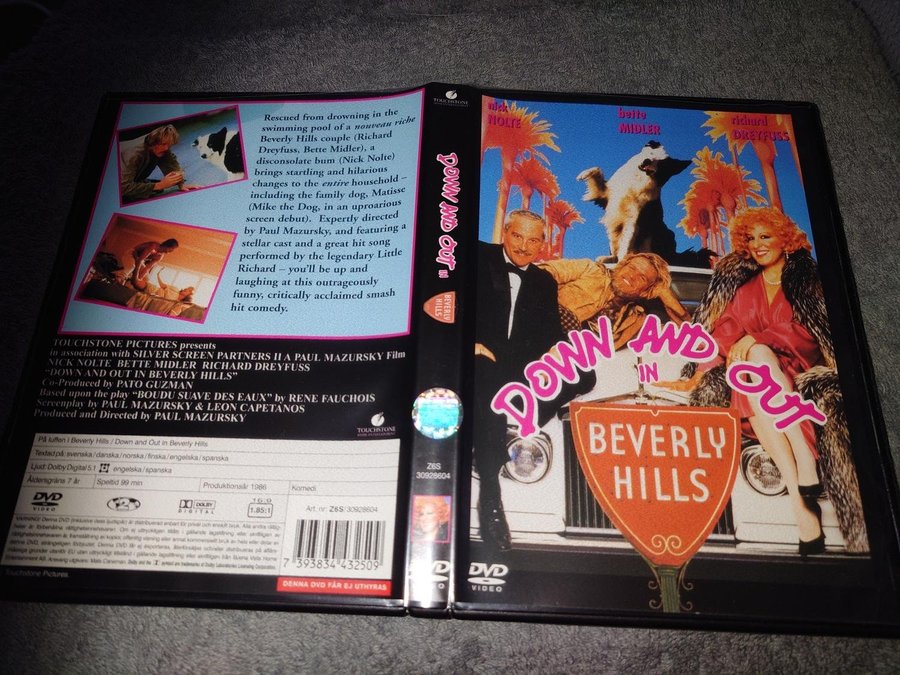 Rescued from drowning in the
swimming pool of a nouveau riche
Beverly Hills couple (Richard
Dreyfuss, Bette Midler), a
disconsolate bum (Nick Nolte)
brings startling and hilarious
changes to the entire household –
including the family dog, Matisse
(Mike the Dog, in an uproarious
screen debut). Expertly directed
by Paul Mazursky, and featuring a
stellar cast and a great hit song
performed by the legendary Little
Richard – you'll be up and
laughing at this outrageously
funny, critically acclaimed smash
hit comedy.
TOUCHSTONE PICTURES presents
in association with SILVER SCREEN PARTNERS II A PAUL MAZURSKY Film
NICK NOLTE BETTE MIDLER RICHARD DREYFUSS
"DOWN AND OUT IN BEVERLY HILLS"
Co-Produced by PATO GUZMAN
Based upon the play "BOUDU SUAVE DES EAUX" by RENE FAUCHOIS
Screenplay by PAUL MAZURSKY & LEON CAPETANOS
Produced and Directed by PAUL MAZURSKY
TOUCHSTONE
På luffen i Beverly Hills / Down and Out in Beverly Hills
Textad på svenska/danska/norska/finska/engelska/spanska
Ljud: Dolby Digital 5.1 engelska/spanska
Åldersgräns 7 år Speltid 99 min Produktionsår 1986 Komedi
DVD
VIDEO
DOLBY
DIGITAL
16:9
1.85:1
Art. nr: Z6S/30928604
7 393834 432509
DENNA DVD FÅR EJ UTHYRAS
Touchstone Pictures
TOUCHSTONE
DOWN AND OUT
IN
BEVERLY
HILLS
Z6S
30928604
DVD
VIDEO
nick
NOLTE
bette
MIDLER
richard
DREYFUSS
DOWN AND OUT
IN
BEVERLY
HILLS
DVD
VIDEO